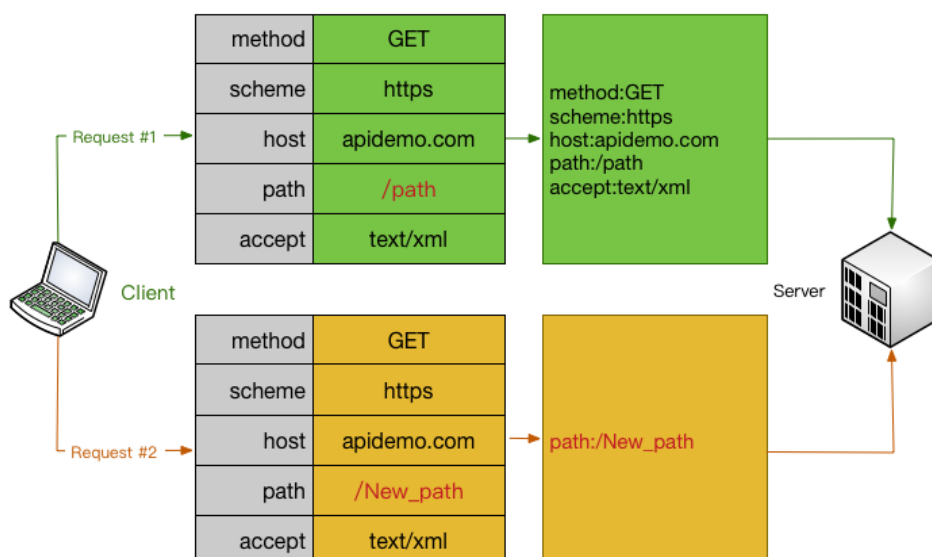 method GET
scheme https
host apidemo.com
path /path
accept text/xml
Request #1
method:GET
scheme:https
host:apidemo.com
path:/path
accept:text/xml
Client
Server
method GET
scheme https
host apidemo.com
path /New_path
accept text/xml
Request #2
path:/New_path